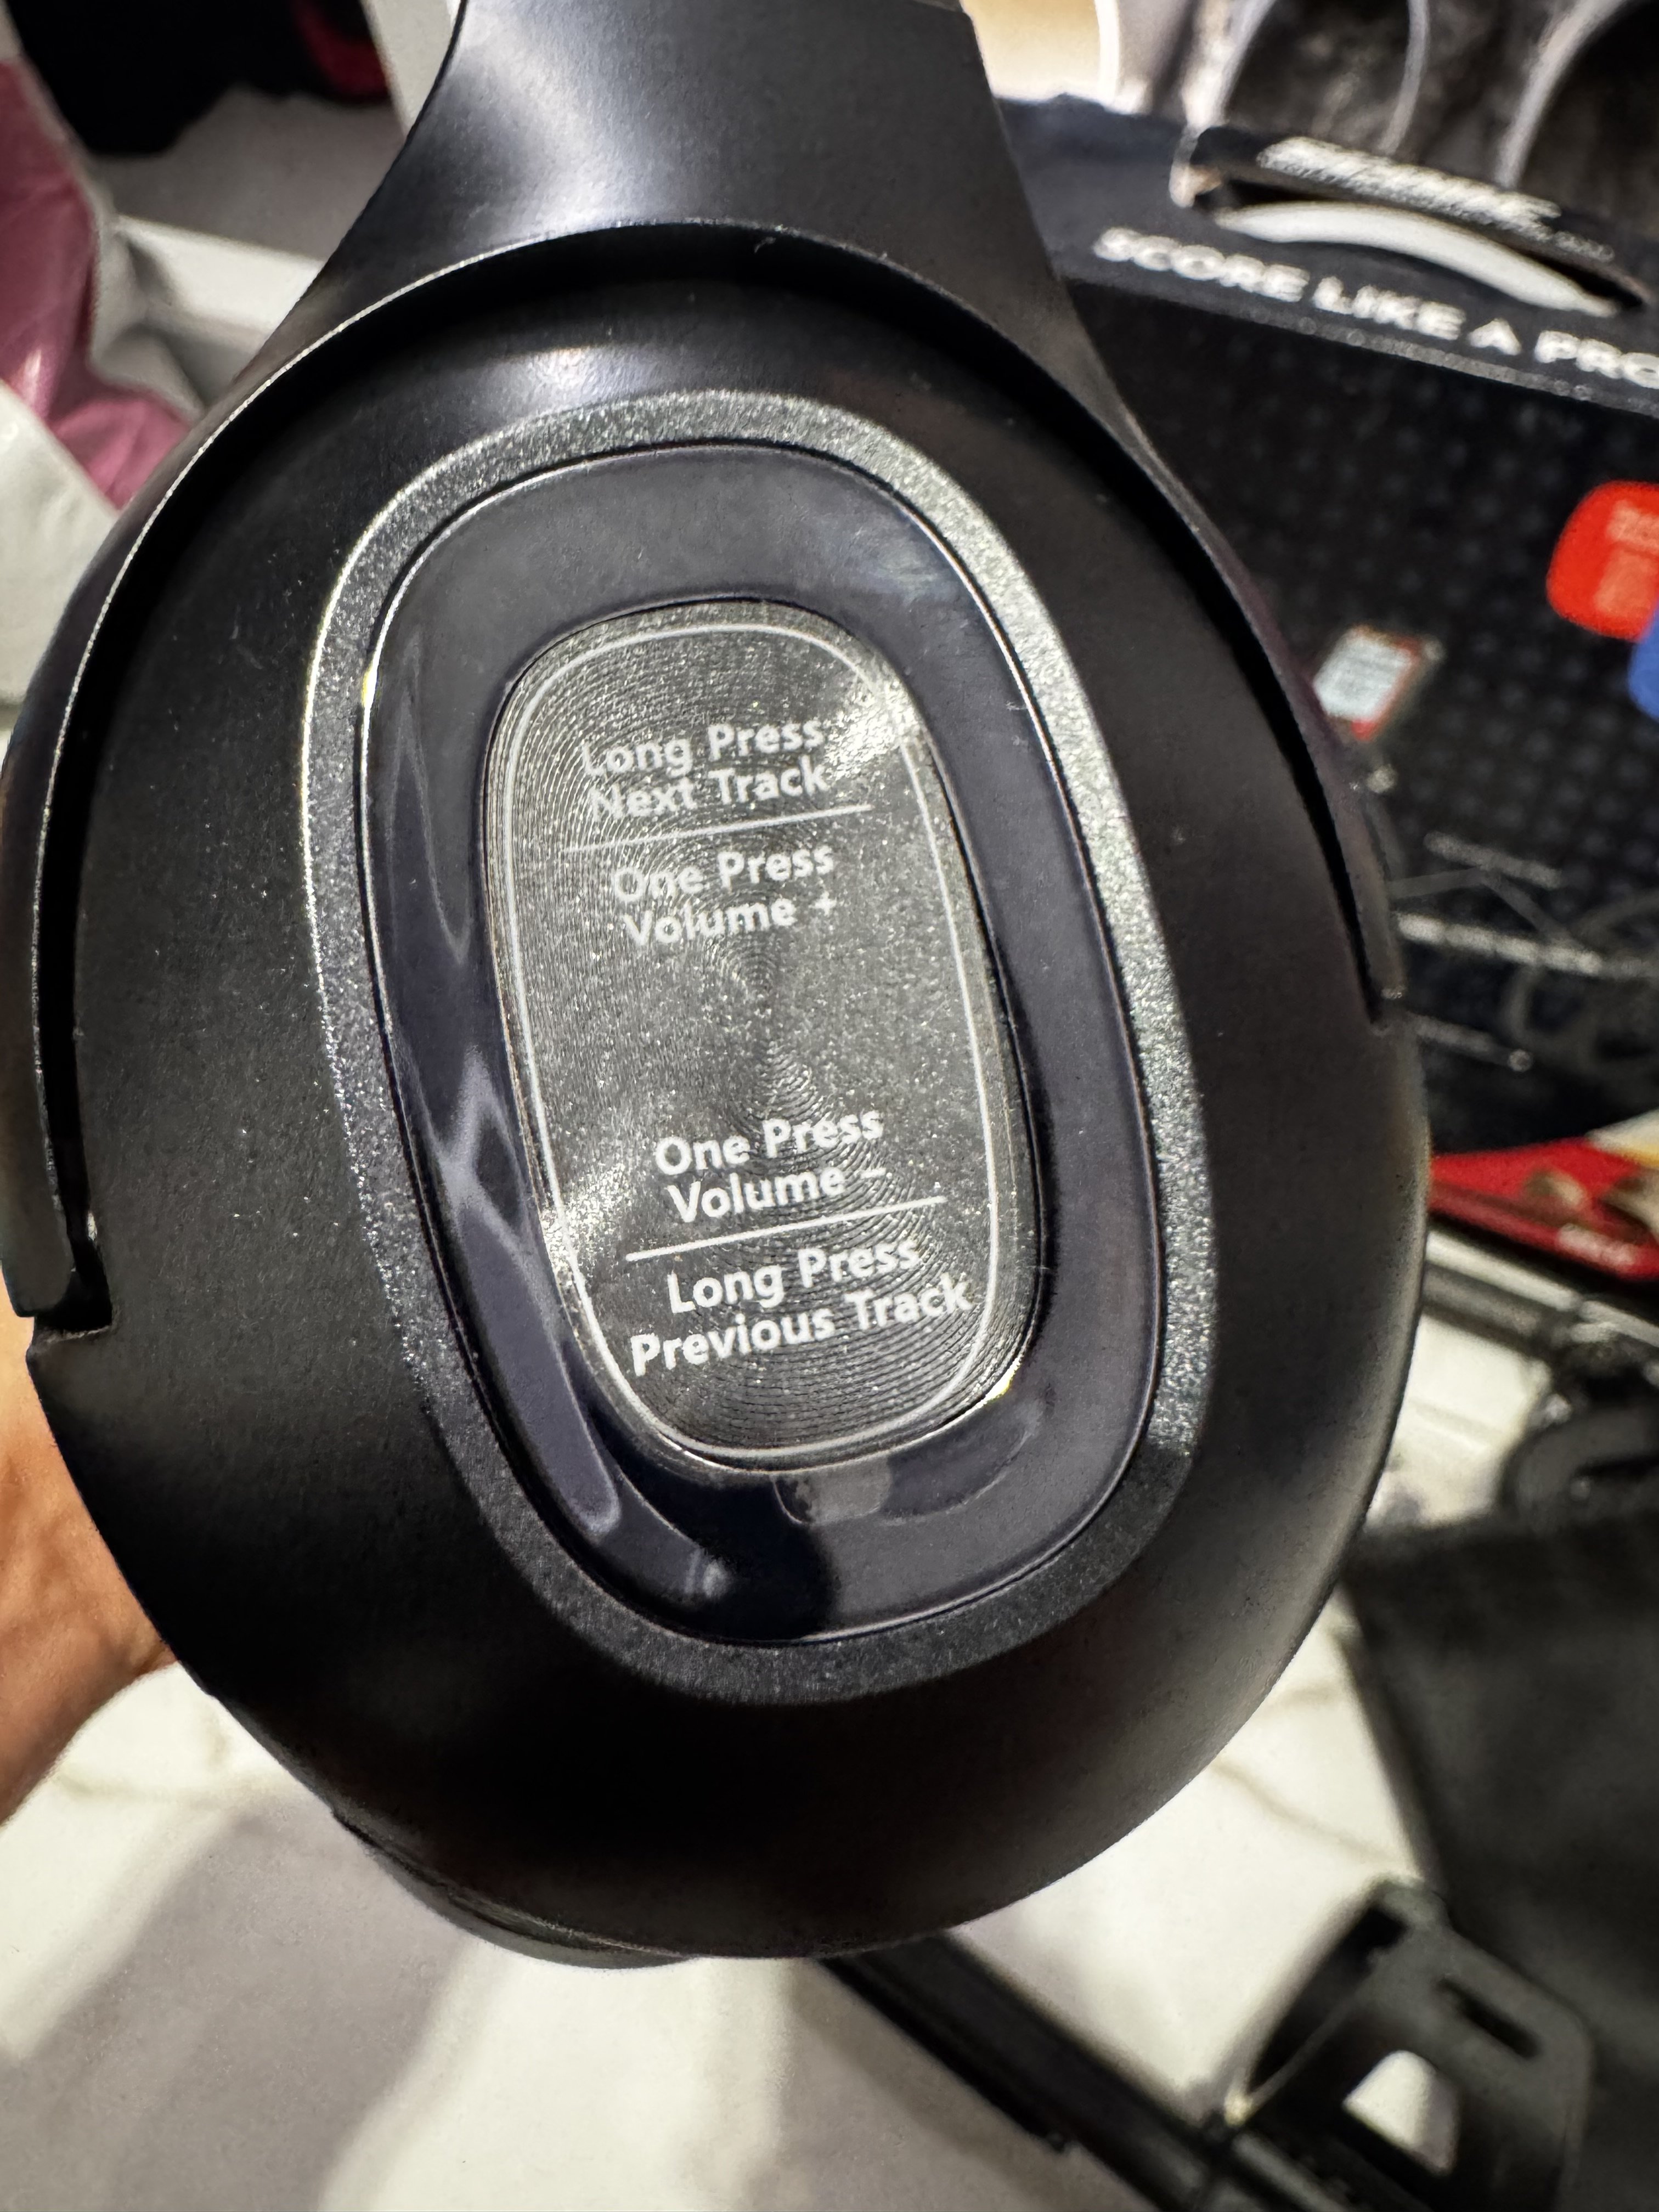 SCORE LIKE A PRO
Long Press
Next Track
One Press
Volume +
One Press
Volume −
Long Press
Previous Track